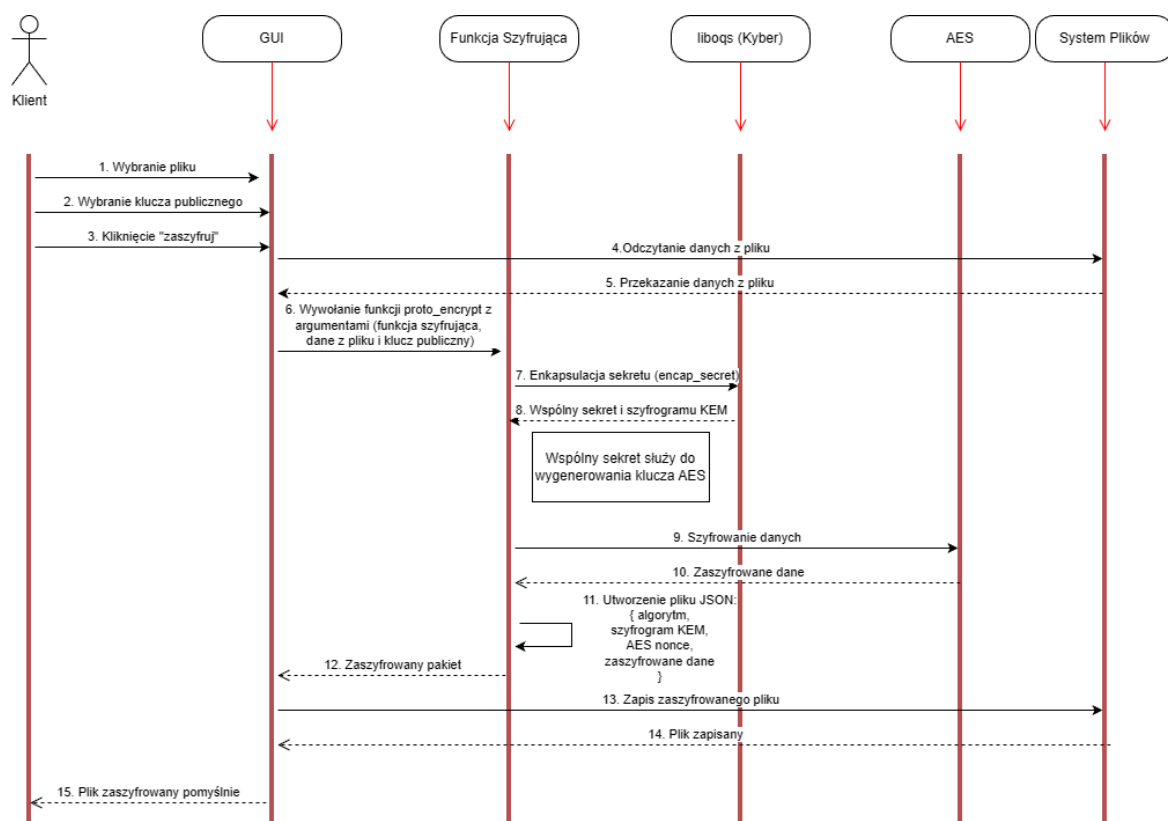 Klient
GUI
Funkcja Szyfrująca
liboqs (Kyber)
AES
System Plików
1. Wybranie pliku
2. Wybranie klucza publicznego
3. Kliknięcie "zaszyfruj"
4.Odczytanie danych z pliku
5. Przekazanie danych z pliku
6. Wywołanie funkcji proto_encrypt z
argumentami (funkcja szyfrująca,
dane z pliku i klucz publiczny)
7. Enkapsulacja sekretu (encap_secret)
8. Wspólny sekret i szyfrogramu KEM
Wspólny sekret służy do
wygenerowania klucza AES
9. Szyfrowanie danych
10. Zaszyfrowane dane
11. Utworzenie pliku JSON:
{ algorytm,
szyfrogram KEM,
AES nonce,
zaszyfrowane dane
}
12. Zaszyfrowany pakiet
13. Zapis zaszyfrowanego pliku
14. Plik zapisany
15. Plik zaszyfrowany pomyślnie